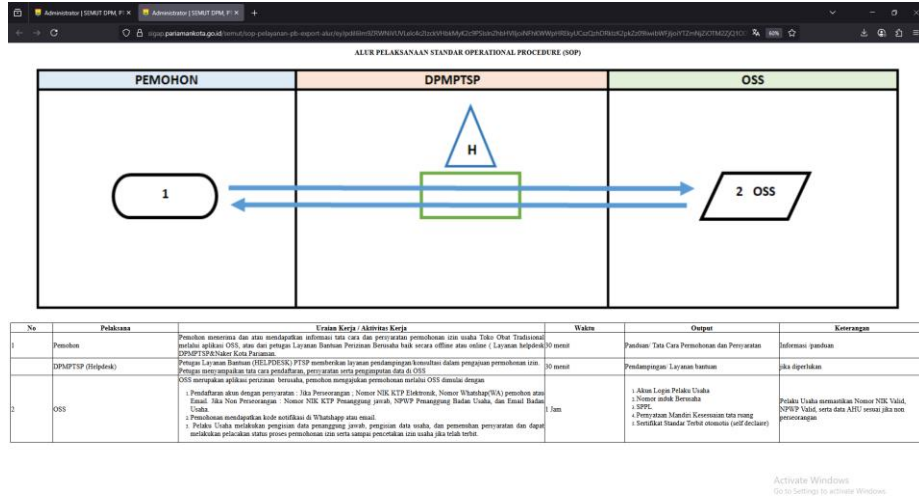 Administrator | SEMUT DPM, P
Administrator | SEMUT DPM, P
ALUR PELAKSANAAN STANDAR OPERATIONAL PROCEDURE (SOP)
PEMOHON
DPMPTSP
OSS
H
1
2 OSS
No
Pelaksana
Uraian Kerja / Aktivitas Kerja
Waktu
Output
Keterangan
1
Pemohon
Pemohon menerima dan atau mendapatkan informasi tata cara dan persyaratan permohonan izin usaha Toko Obat Tradisional
melalui aplikasi OSS, atau dan petugas Layanan Bantuan Perizinan Berusaha baik secara offline atau online ( Layanan helpdesk
DPMPTSP&Naker Kota Pariaman.
30 menit
Panduan/ Tata Cara Permohonan dan Persyaratan
Informasi /panduan
DPMPTSP (Helpdesk)
Petugas Layanan Bantuan (HELPDESK) PTSP memberikan layanan pendampingan/konsultasi dalam pengajuan permohonan izin.
Petugas menyampaikan tata cara pendaftaran, persyaratan serta penginputan data di OSS
30 menit
Pendampingan/ Layanan bantuan
jika diperlukan
2
OSS
OSS merupakan aplikasi perizinan berusaha, pemohon mengajukan permohonan melalui OSS dimulai dengan
1. Pendaftaran akun dengan persyaratan : Jika Perseorangan ; Nomor NIK KTP Elektronik, Nomor Whatshap(WA) pemohon atau
Email. Jika Non Perseorangan : Nomor NIK KTP Penanggung jawab, NPWP Penanggung Badan Usaha, dan Email Badan
Usaha.
2. Pemohonan mendapatkan kode notifikasi di Whatshapp atau email.
3. Pelaku Usaha melakukan pengisian data penanggung jawab, pengisian data usaha, dan pemenuhan persyaratan dan dapat
melakukan pelacakan status proses permohonan izin serta sampai pencetakan izin usaha jika telah terbit.
1 Jam
1. Akun Login Pelaku Usaha
2. Nomor induk Berusaha
3. SPPL
4. Pernyataan Mandiri Kesesuaian tata ruang
5. Sertifikat Standar Terbit otomotis (self declaire)
Pelaku Usaha memastikan Nomor NIK Valid,
NPWP Valid, serta data AHU sesuai jika non
perseorangan
Activate Windows
Go to Settings to activate Windows.